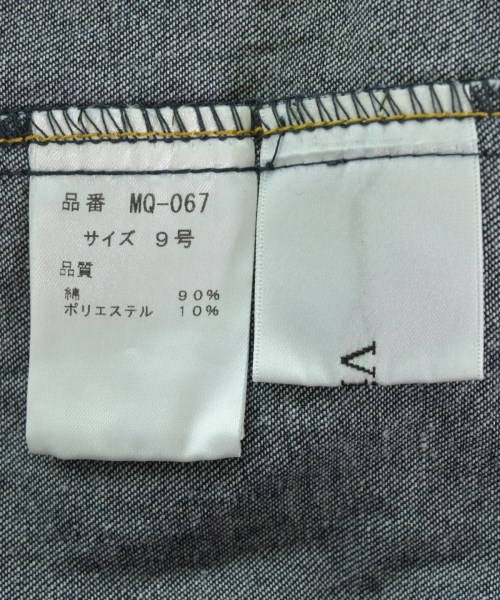 品番 MQ-067
サイズ 9号
品質
綿 90%
ポリエステル 10%